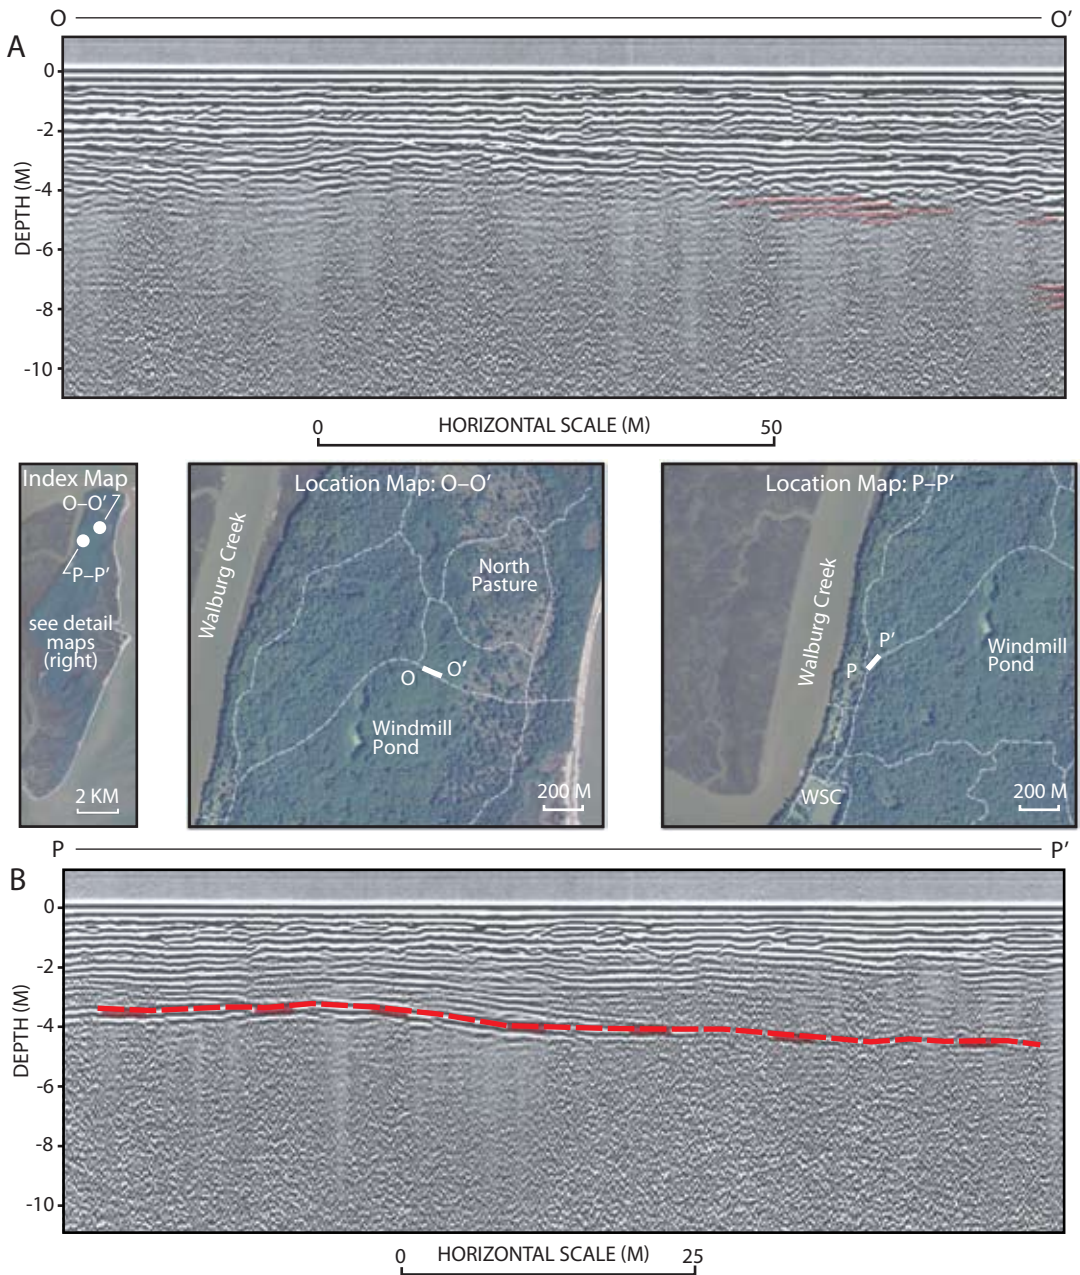 O O′
A
0
-2
-4
-6
-8
-10
DEPTH (M)
0 HORIZONTAL SCALE (M) 50
Index Map
O–O′
P–P′
see detail
maps
(right)
2 KM
Location Map: O–O′
Walburg Creek
North
Pasture
O O′
Windmill
Pond
200 M
Location Map: P–P′
Walburg Creek
P′
P
Windmill
Pond
WSC
200 M
P P′
B
0
-2
-4
-6
-8
-10
DEPTH (M)
0 HORIZONTAL SCALE (M) 25